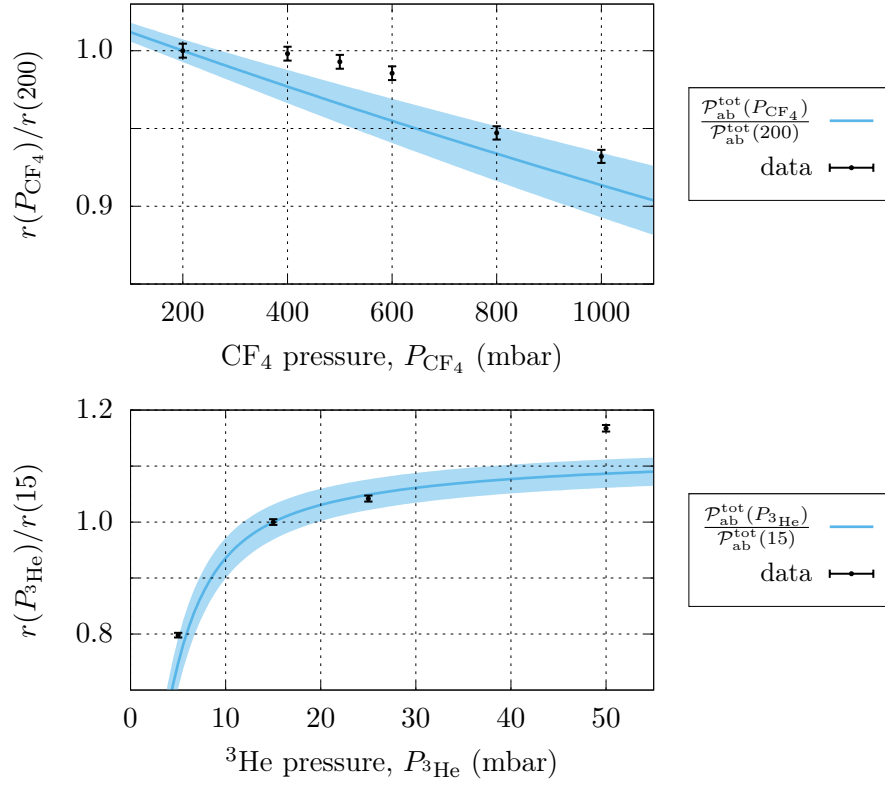 1.0
0.9
r(P_CF₄)/r(200)
200 400 600 800 1000
CF₄ pressure, P_CF₄ (mbar)
𝒫_ab^tot(P_CF₄)
𝒫_ab^tot(200)
data
1.2
1.0
0.8
r(P_³He)/r(15)
0 10 20 30 40 50
³He pressure, P_³He (mbar)
𝒫_ab^tot(P_³He)
𝒫_ab^tot(15)
data